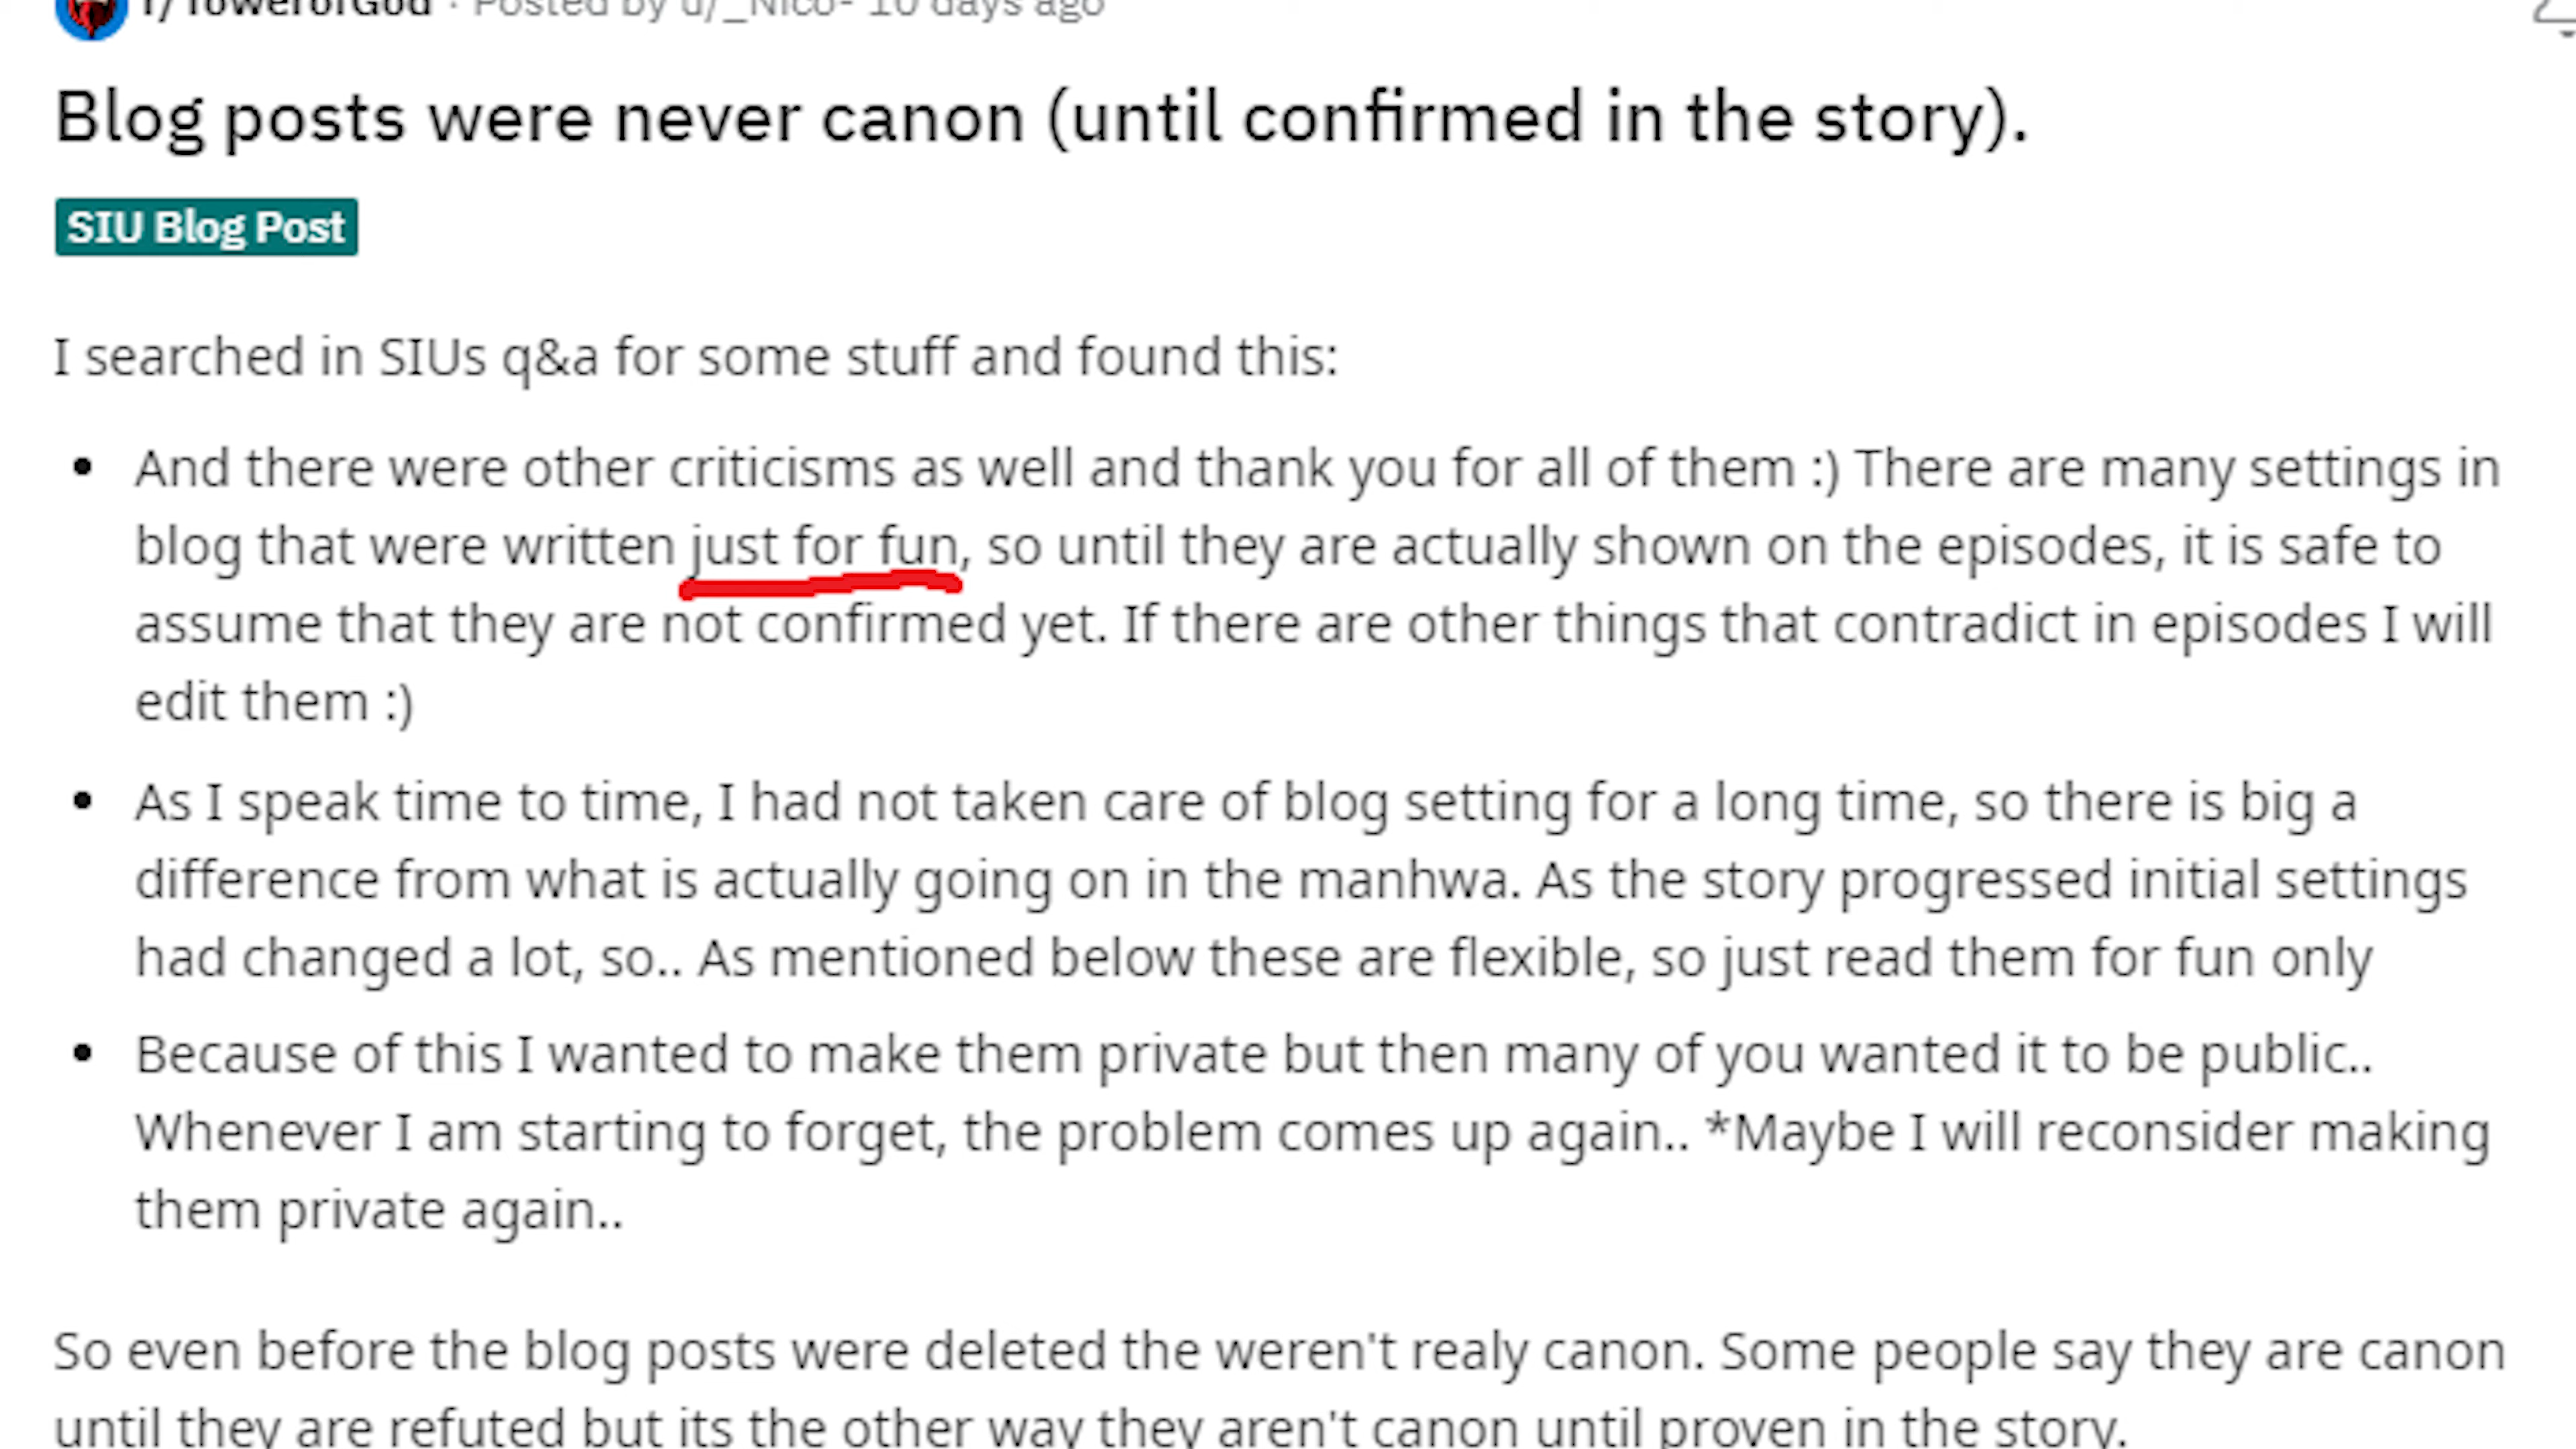 r/TowerofGod · Posted by u/_Nico- 10 days ago
Blog posts were never canon (until confirmed in the story).
SIU Blog Post
I searched in SIUs q&a for some stuff and found this:
• And there were other criticisms as well and thank you for all of them :) There are many settings in
blog that were written just for fun, so until they are actually shown on the episodes, it is safe to
assume that they are not confirmed yet. If there are other things that contradict in episodes I will
edit them :)
• As I speak time to time, I had not taken care of blog setting for a long time, so there is big a
difference from what is actually going on in the manhwa. As the story progressed initial settings
had changed a lot, so.. As mentioned below these are flexible, so just read them for fun only
• Because of this I wanted to make them private but then many of you wanted it to be public..
Whenever I am starting to forget, the problem comes up again.. *Maybe I will reconsider making
them private again..
So even before the blog posts were deleted the weren't realy canon. Some people say they are canon
until they are refuted but its the other way they aren't canon until proven in the story.